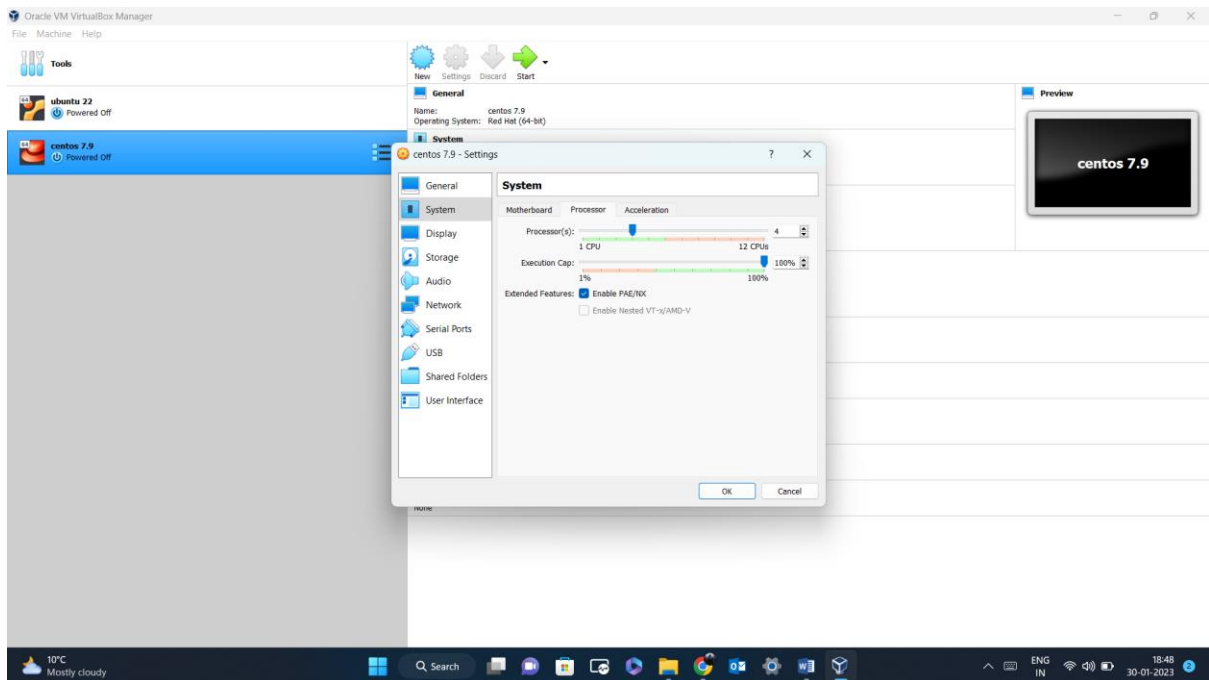 Oracle VM VirtualBox Manager
File Machine Help
Tools
New Settings Discard Start
64
ubuntu 22
Powered Off
64
centos 7.9
Powered Off
General
Name: centos 7.9
Operating System: Red Hat (64-bit)
System
Preview
centos 7.9
centos 7.9 - Settings
?
General
System
Display
Storage
Audio
Network
Serial Ports
USB
Shared Folders
User Interface
System
Motherboard Processor Acceleration
Processor(s): 4
1 CPU 12 CPUs
Execution Cap: 100%
1% 100%
Extended Features: Enable PAE/NX
Enable Nested VT-x/AMD-V
OK Cancel
None
10°C
Mostly cloudy
Search
ENG
IN
18:48
30-01-2023
2